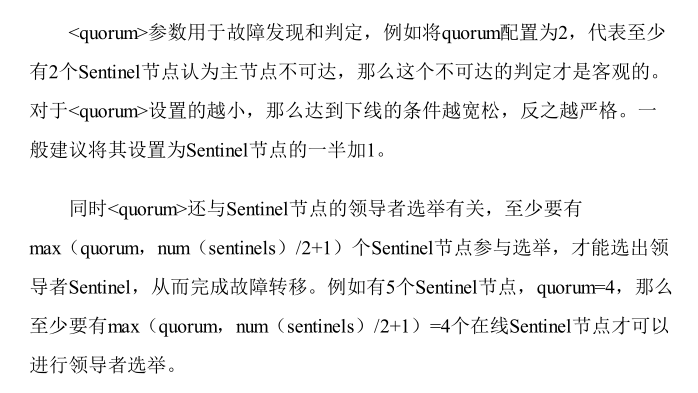 <quorum>参数用于故障发现和判定，例如将quorum配置为2，代表至少
有2个Sentinel节点认为主节点不可达，那么这个不可达的判定才是客观的。
对于<quorum>设置的越小，那么达到下线的条件越宽松，反之越严格。一
般建议将其设置为Sentinel节点的一半加1。
同时<quorum>还与Sentinel节点的领导者选举有关，至少要有
max（quorum，num（sentinels）/2+1）个Sentinel节点参与选举，才能选出领
导者Sentinel，从而完成故障转移。例如有5个Sentinel节点，quorum=4，那么
至少要有max（quorum，num（sentinels）/2+1）=4个在线Sentinel节点才可以
进行领导者选举。